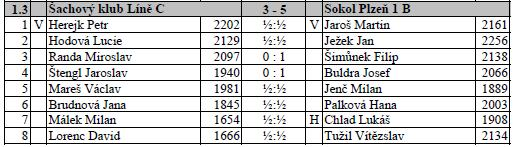 1.3 Šachový klub Líně C 3 - 5 Sokol Plzeň 1 B
1 V Herejk Petr 2202 ½:½ V Jaroš Martin 2161
2 Hodová Lucie 2129 ½:½ Ježek Jan 2256
3 Randa Miroslav 2097 0 : 1 Šimůnek Filip 2138
4 Štengl Jaroslav 1940 0 : 1 Buldra Josef 2066
5 Mareš Václav 1981 ½:½ Jenč Milan 1889
6 Brudnová Jana 1845 ½:½ Palková Hana 2003
7 Málek Milan 1654 ½:½ H Chlad Lukáš 1908
8 Lorenc David 1666 ½:½ Tužil Vítězslav 2134